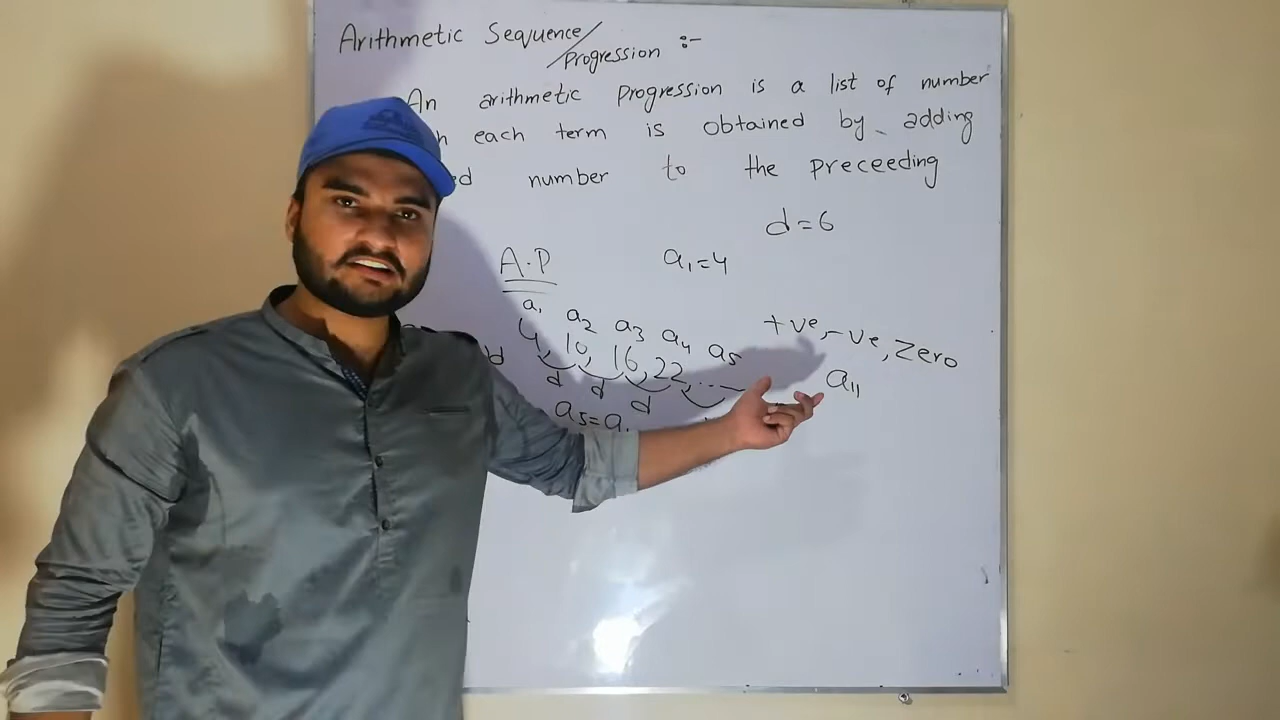 Arithmetic Sequence/
Progression :-
An arithmetic progression is a list of number
each term is obtained by adding
number to the preceeding
d=6
A.P a₁=4
a₁ a₂ a₃ a₄ a₅
+ve, -ve, Zero
4, 10, 16, 22, ...
a₁₁
d d d
a₅=a